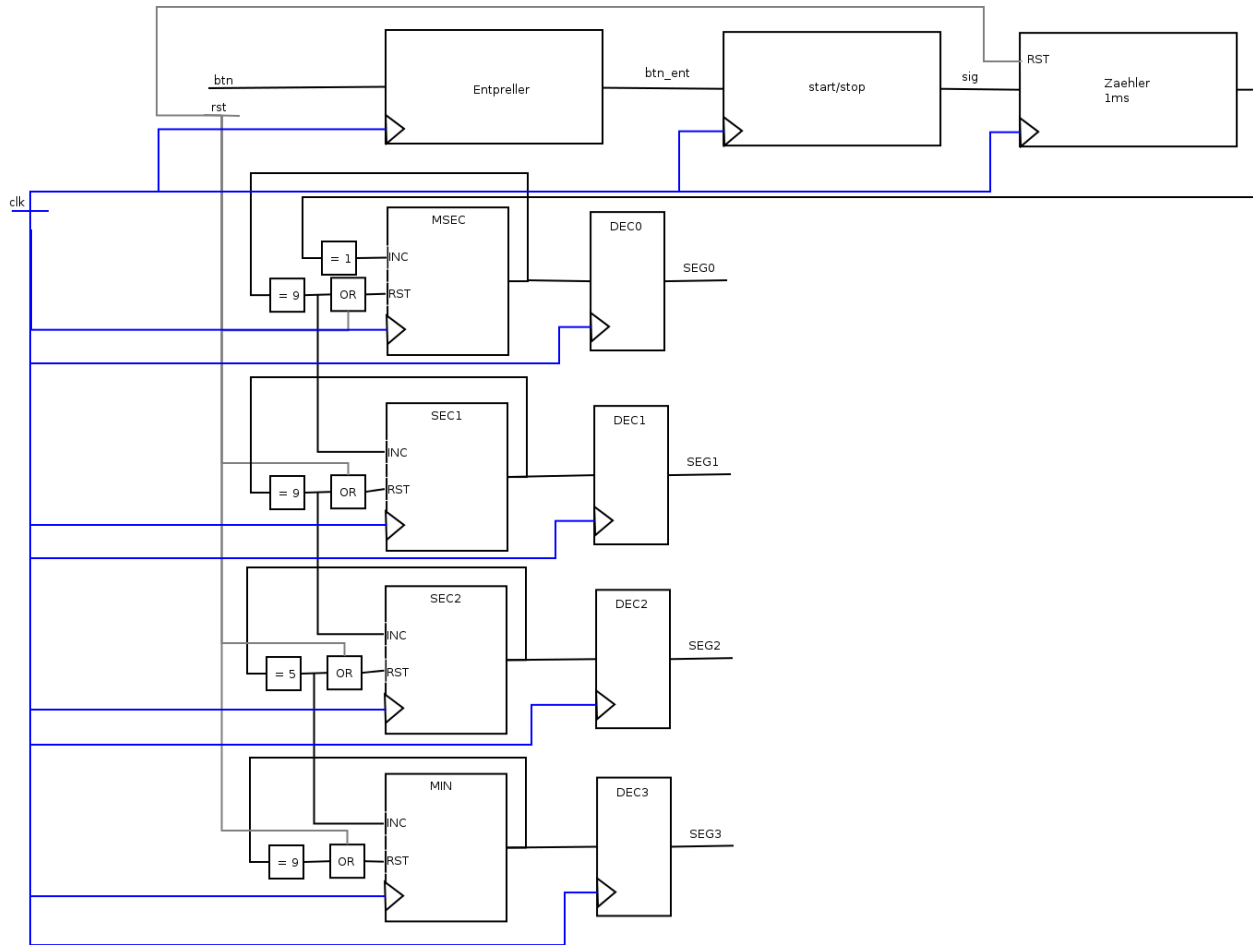 btn
Entpreller
btn_ent
start/stop
sig
RST
Zaehler
1ms
rst
clk
MSEC
INC
RST
= 1
= 9
OR
DEC0
SEG0
SEC1
INC
RST
= 9
OR
DEC1
SEG1
SEC2
INC
RST
= 5
OR
DEC2
SEG2
MIN
INC
RST
= 9
OR
DEC3
SEG3